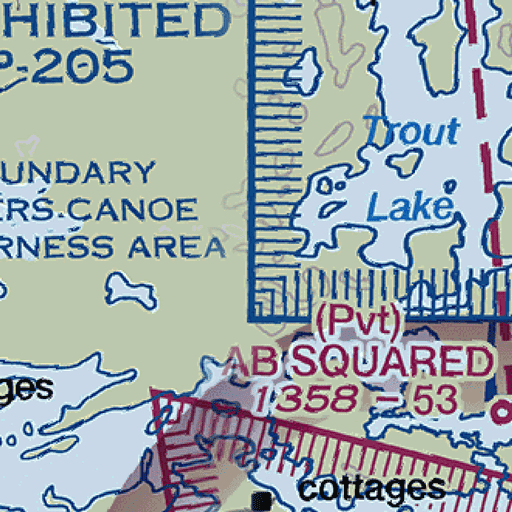 HIBITED
P-205
Trout
Lake
UNDARY
ERS CANOE
RNESS AREA
(Pvt)
AB SQUARED
1358 - 53
ges
cottages